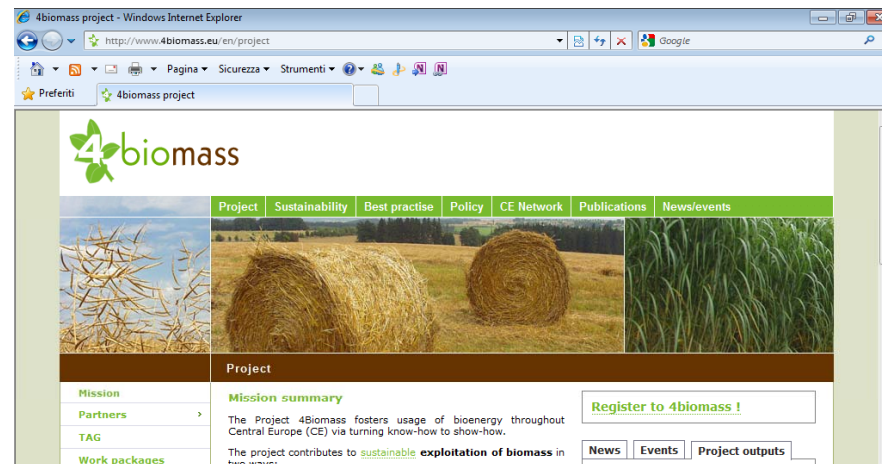 4biomass project - Windows Internet Explorer
http://www.4biomass.eu/en/project
Google
Pagina Sicurezza Strumenti
Preferiti 4biomass project
4biomass
Project Sustainability Best practise Policy CE Network Publications News/events
Project
Mission
Partners
TAG
Work packages
Mission summary
The Project 4Biomass fosters usage of bioenergy throughout
Central Europe (CE) via turning know-how to show-how.
The project contributes to sustainable exploitation of biomass in
two ways:
Register to 4biomass !
News Events Project outputs